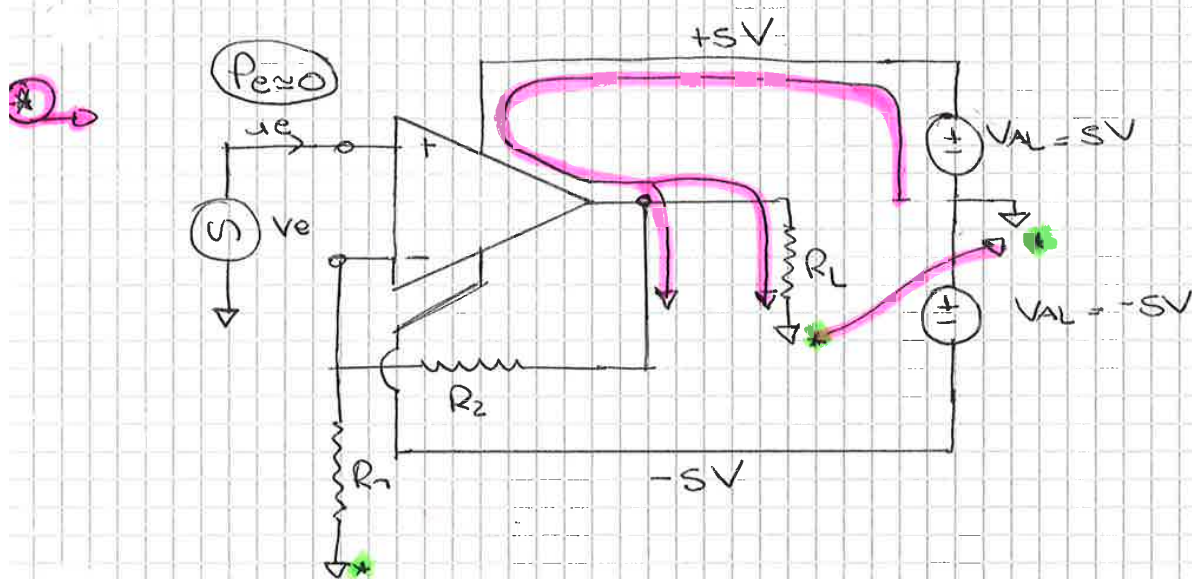 +5V
Pe≃0
*
ie
+
VAL = 5V
+
-
Ve
*
-
RL
+
-
VAL = -5V
*
R2
R1
-5V
*